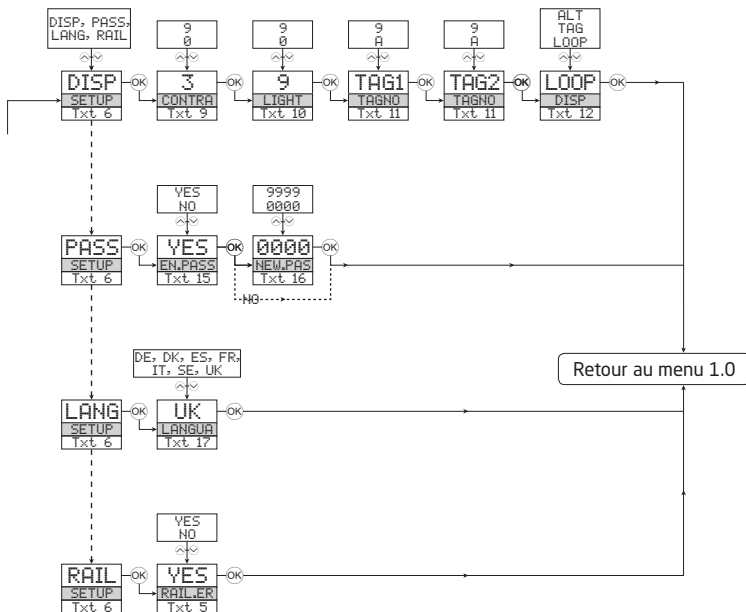 DISP, PASS,
LANG, RAIL
9
0
9
0
9
A
9
A
ALT
TAG
LOOP
DISP
SETUP
Txt 6
OK
3
CONTRA
Txt 9
OK
9
LIGHT
Txt 10
OK
TAG1
TAGNO
Txt 11
OK
TAG2
TAGNO
Txt 11
OK
LOOP
DISP
Txt 12
OK
YES
NO
9999
0000
PASS
SETUP
Txt 6
OK
YES
EN.PASS
Txt 15
OK
0000
NEW.PAS
Txt 16
OK
NO
DE, DK, ES, FR,
IT, SE, UK
Retour au menu 1.0
LANG
SETUP
Txt 6
OK
UK
LANGUA
Txt 17
OK
YES
NO
RAIL
SETUP
Txt 6
OK
YES
RAIL.ER
Txt 5
OK